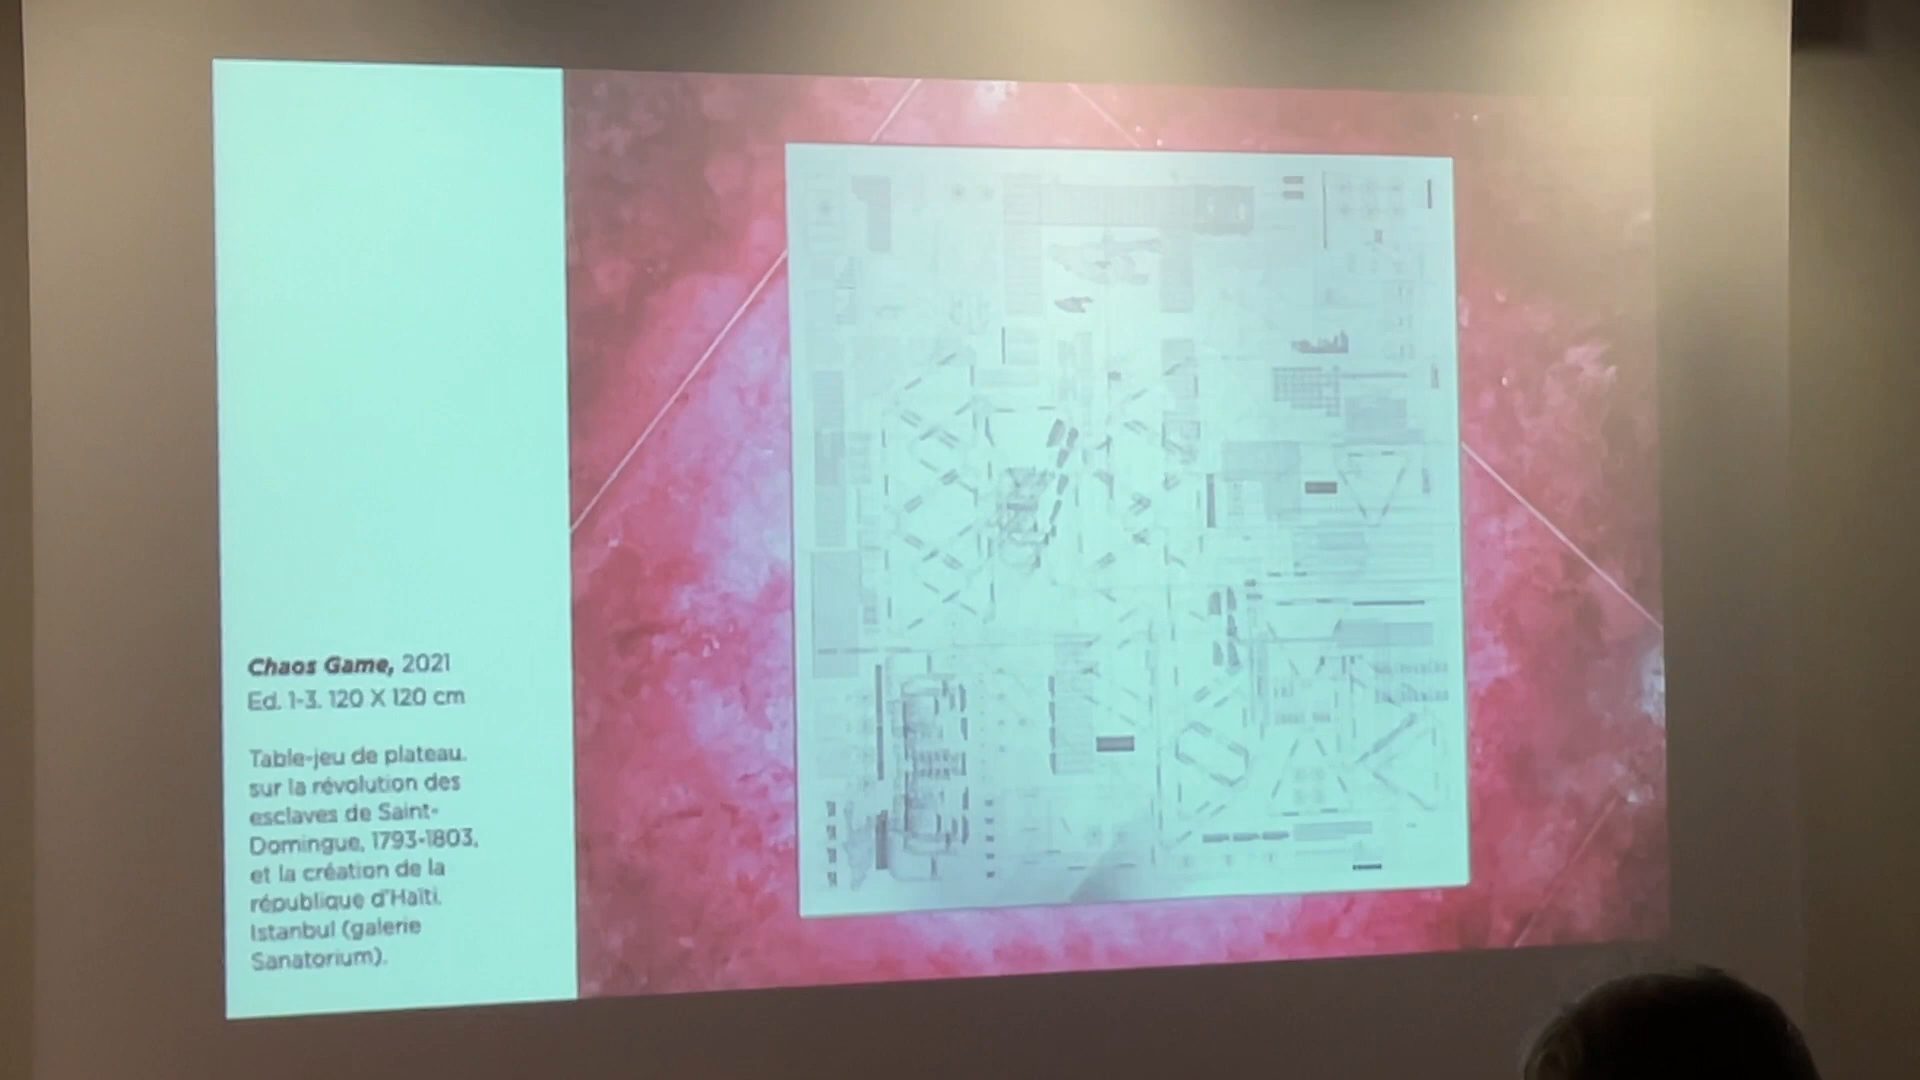 Chaos Game, 2021
Ed. 1-3. 120 X 120 cm
Table-jeu de plateau.
sur la révolution des
esclaves de Saint-
Domingue, 1793-1803,
et la création de la
république d'Haïti.
Istanbul (galerie
Sanatorium).